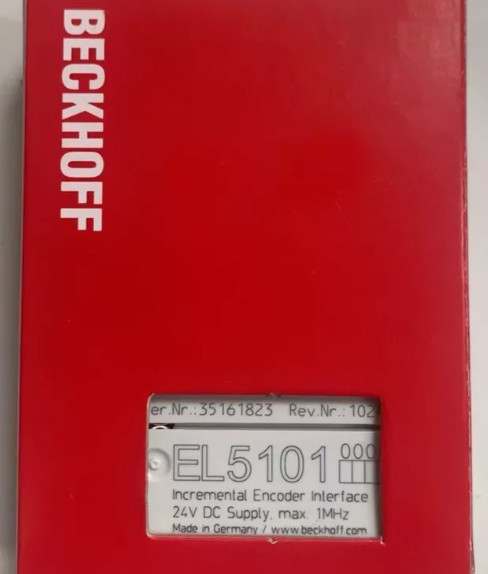 BECKHOFF
er.Nr.:35161823 Rev.Nr.:102
EL5101 000
Incremental Encoder Interface
24V DC Supply, max. 1MHz
Made in Germany / www.beckhoff.com